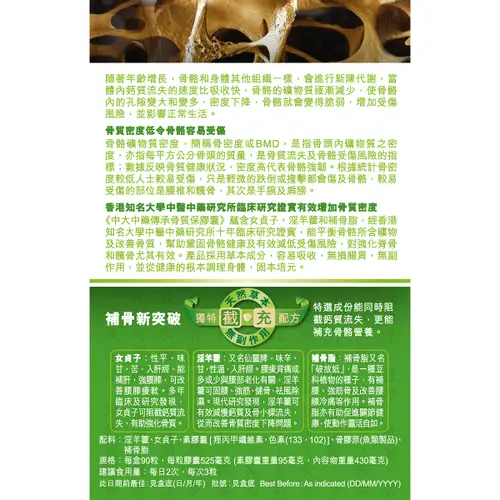 隨著年齡增長，骨骼和身體其他組織一樣，會進行新陳代謝，當
體內鈣質流失的速度比吸收快，骨骼的礦物質逐漸減少，使骨骼
內的孔隙變大和變多，密度下降，骨骼就會變得脆弱，增加受傷
風險，並影響正常生活。
骨質密度低令骨骼容易受傷
骨骼礦物質密度，簡稱骨密度或BMD，是指骨頭內礦物質之密
度，亦指每平方公分骨頭的質量，是骨質流失及骨骼受傷風險的指
標；數據反映骨質健康狀況，密度高代表骨骼強韌。根據統計骨密
度較低人士較易受傷，只是輕微的跌倒或撞擊都會傷及骨骼，較易
受傷的部位是腰椎和髖骨，其次是手腕及肩膀。
香港知名大學中醫中藥研究所臨床研究證實有效增加骨質密度
《中大中藥傳承骨質保膠囊》蘊含女貞子、淫羊藿和補骨脂，經香港
知名大學中醫中藥研究所十年臨床研究證實，能平衡骨骼所含礦物
及改善骨質，幫助鞏固骨骼健康及有效減低受傷風險，對強化脊骨
和髖骨尤其有效。產品採用草本成分，容易吸收，無損腸胃，無副
作用，並從健康的根本調理身體，固本培元。
補骨新突破
天然草本
獨特 截 充 配方
無副作用
特選成份能同時阻
截鈣質流失，更能
補充骨骼營養。
女貞子：性平，味
甘、苦，入肝經。能
補肝，強腰膝，可改
善腰膝痠軟。多年
臨床及研究發現，
女貞子可阻截鈣質流
失，有助強化骨質。
淫羊藿：又名仙靈脾，味辛、
甘，性溫，入肝經。腰痠背痛或
多或少與腰部老化有關，淫羊
藿可固腰、強筋、健骨、祛風除
濕。現代研究發現，淫羊藿可
有效減慢鈣質及骨小樑流失，
從而改善骨質密度下降問題。
補骨脂：補骨脂又名
「破故紙」，是一種豆
科植物的種子，有補
腰、強筋骨及改善腰
膝冷痛等作用。補骨
脂亦有助促進關節健
康，使動作靈活自如。
配料：淫羊藿、女貞子、素膠囊［羥丙甲纖維素，色素(133，102)］、骨膠原(魚類製品)、
補骨脂
規格：每盒90粒，每粒膠囊525毫克 (素膠囊重量95毫克，內容物重量430毫克)
建議食用量：每日2次，每次3粒
此日期前最佳：見盒底(日/月/年) 批號：見盒底 Best Before : As indicated (DD/MM/YYYY)